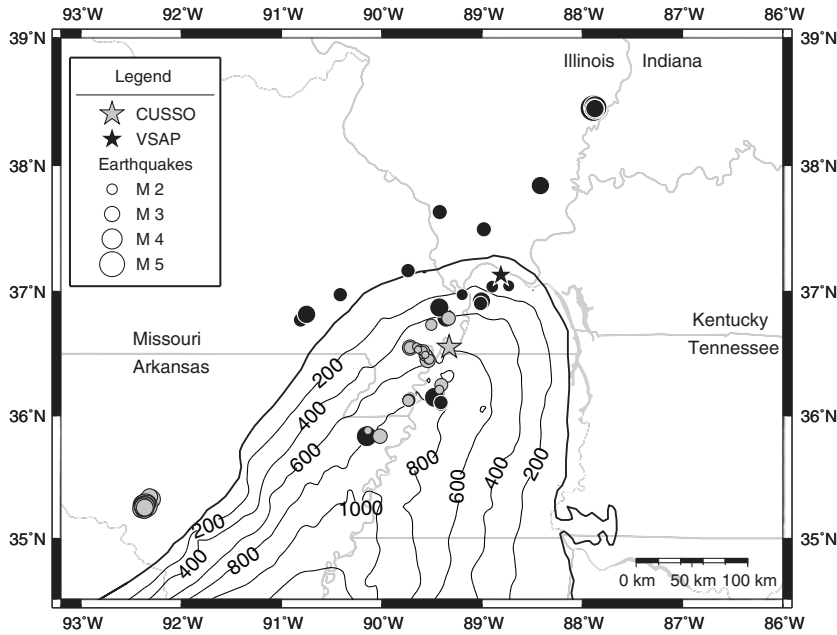 93˚W 92˚W 91˚W 90˚W 89˚W 88˚W 87˚W 86˚W
39˚N 39˚N
Illinois Indiana
Legend
CUSSO
VSAP
Earthquakes
M 2
M 3
M 4
M 5
38˚N 38˚N
37˚N 37˚N
Missouri
Arkansas
Kentucky
Tennessee
200
400
600
36˚N 36˚N
800
600
400
200
1000
200
400
800
35˚N 35˚N
0 km 50 km 100 km
93˚W 92˚W 91˚W 90˚W 89˚W 88˚W 87˚W 86˚W